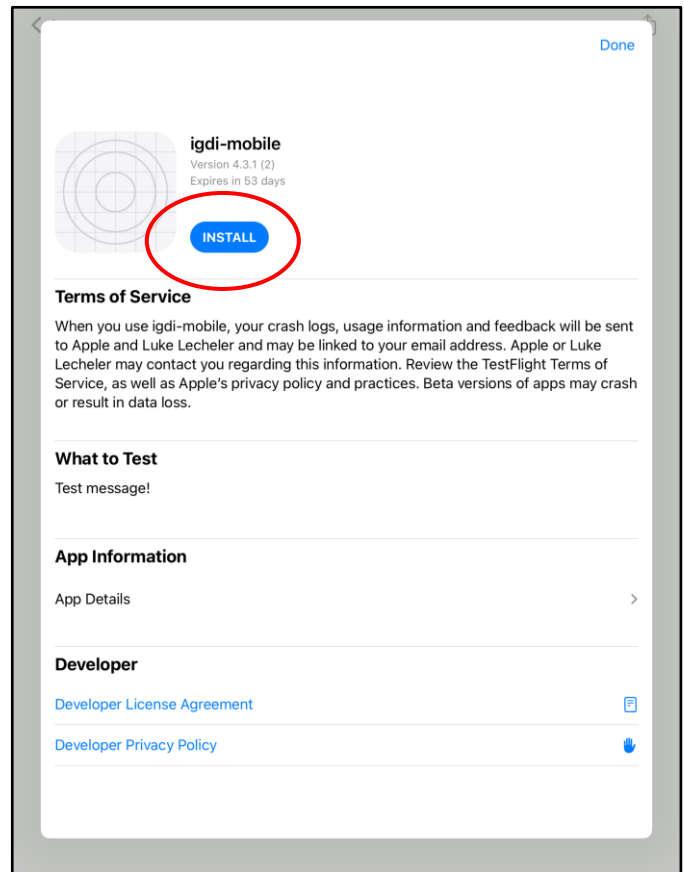 Done
igdi-mobile
Version 4.3.1 (2)
Expires in 53 days
INSTALL
Terms of Service
When you use igdi-mobile, your crash logs, usage information and feedback will be sent
to Apple and Luke Lecheler and may be linked to your email address. Apple or Luke
Lecheler may contact you regarding this information. Review the TestFlight Terms of
Service, as well as Apple’s privacy policy and practices. Beta versions of apps may crash
or result in data loss.
What to Test
Test message!
App Information
App Details
Developer
Developer License Agreement
Developer Privacy Policy